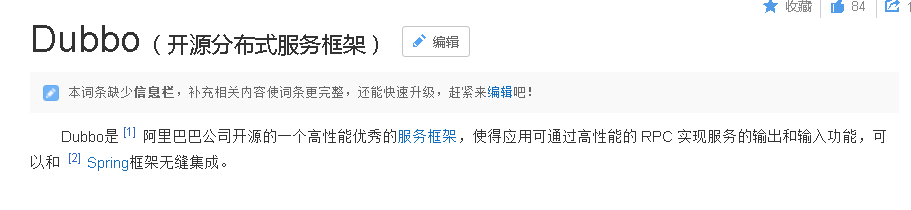 收藏 84 1
Dubbo（开源分布式服务框架） 编辑
本词条缺少信息栏，补充相关内容使词条更完整，还能快速升级，赶紧来编辑吧！
Dubbo是 [1] 阿里巴巴公司开源的一个高性能优秀的服务框架，使得应用可通过高性能的 RPC 实现服务的输出和输入功能，可
以和 [2] Spring框架无缝集成。